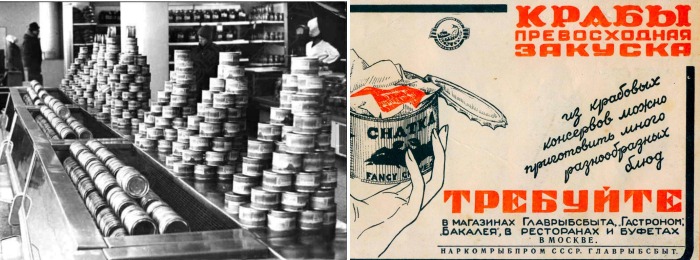 КРАБЫ
ПРЕВОСХОДНАЯ
ЗАКУСКА
из крабовых
консервов можно
приготовить много
разнообразных
блюд
CHATKA
FANCY
ТРЕБУЙТЕ
В МАГАЗИНАХ ГЛАВРЫБСБЫТА, „ГАСТРОНОМ”,
„БАКАЛЕЯ”, В РЕСТОРАНАХ И БУФЕТАХ
В МОСКВЕ.
НАРКОМРЫБПРОМ СССР. ГЛАВРЫБСБЫТ.